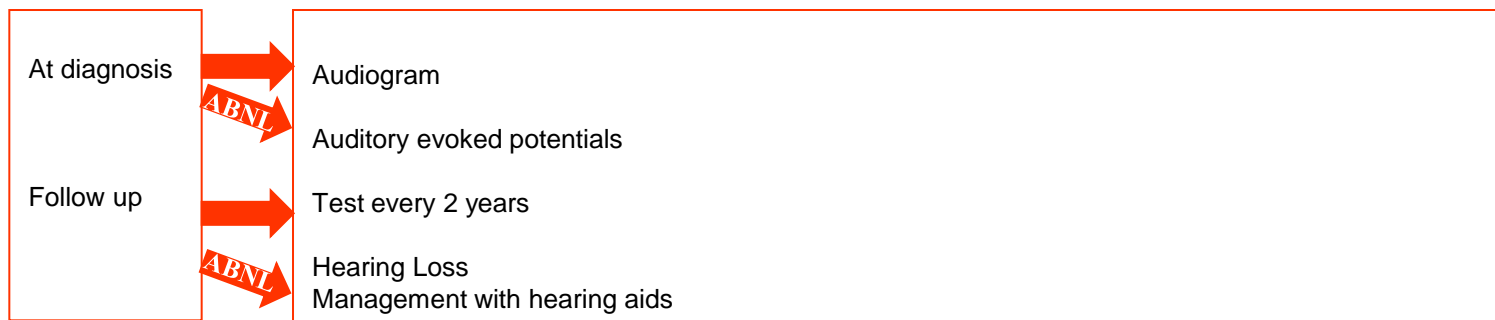 At diagnosis
Audiogram
ABNL
Auditory evoked potentials
Follow up
Test every 2 years
ABNL
Hearing Loss
Management with hearing aids